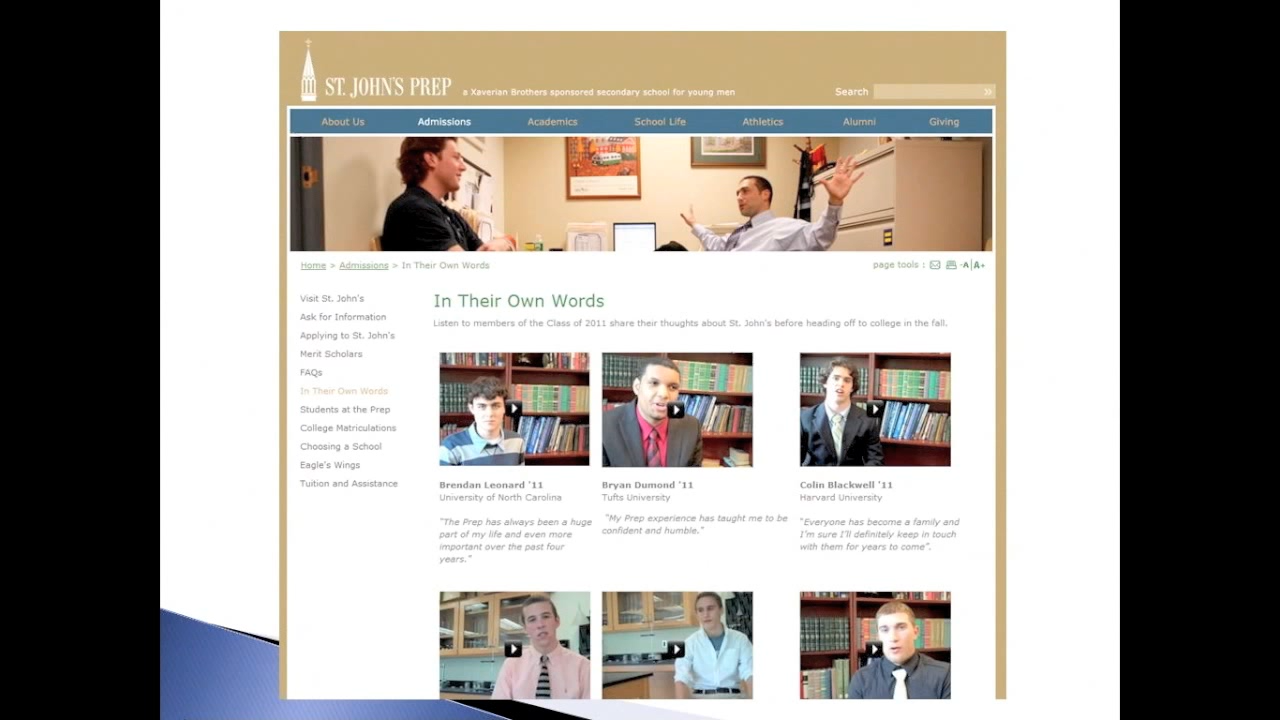 ST. JOHN'S PREP
a Xaverian Brothers sponsored secondary school for young men
Search
»
About Us
Admissions
Academics
School Life
Athletics
Alumni
Giving
Home > Admissions > In Their Own Words
page tools :
-A|A+
Visit St. John's
Ask for Information
Applying to St. John's
Merit Scholars
FAQs
In Their Own Words
Students at the Prep
College Matriculations
Choosing a School
Eagle's Wings
Tuition and Assistance
In Their Own Words
Listen to members of the Class of 2011 share their thoughts about St. John's before heading off to college in the fall.
Brendan Leonard '11
University of North Carolina
"The Prep has always been a huge
part of my life and even more
important over the past four
years."
Bryan Dumond '11
Tufts University
"My Prep experience has taught me to be
confident and humble."
Colin Blackwell '11
Harvard University
"Everyone has become a family and
I'm sure I'll definitely keep in touch
with them for years to come".